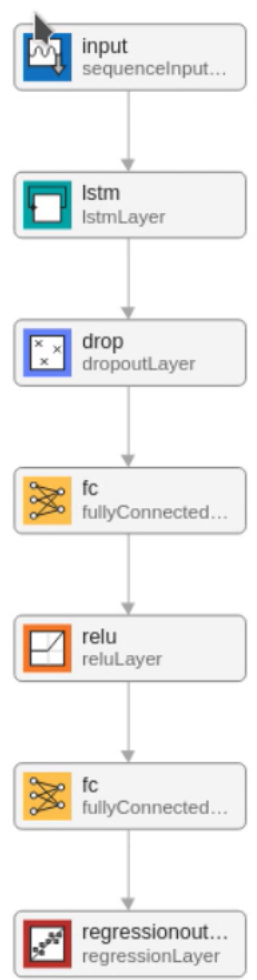 input
sequenceInput...
lstm
lstmLayer
drop
dropoutLayer
fc
fullyConnected...
relu
reluLayer
fc
fullyConnected...
regressionout...
regressionLayer